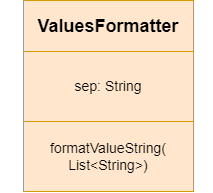 ValuesFormatter
sep: String
formatValueString(
List<String>)